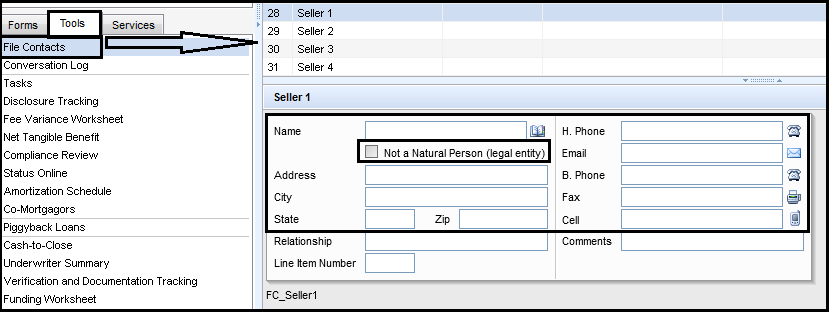 Forms Tools Services
File Contacts
Conversation Log
Tasks
Disclosure Tracking
Fee Variance Worksheet
Net Tangible Benefit
Compliance Review
Status Online
Amortization Schedule
Co-Mortgagors
Piggyback Loans
Cash-to-Close
Underwriter Summary
Verification and Documentation Tracking
Funding Worksheet
28 Seller 1
29 Seller 2
30 Seller 3
31 Seller 4
Seller 1
Name
Not a Natural Person (legal entity)
Address
City
State Zip
Relationship
Line Item Number
H. Phone
Email
B. Phone
Fax
Cell
Comments
FC_Seller1